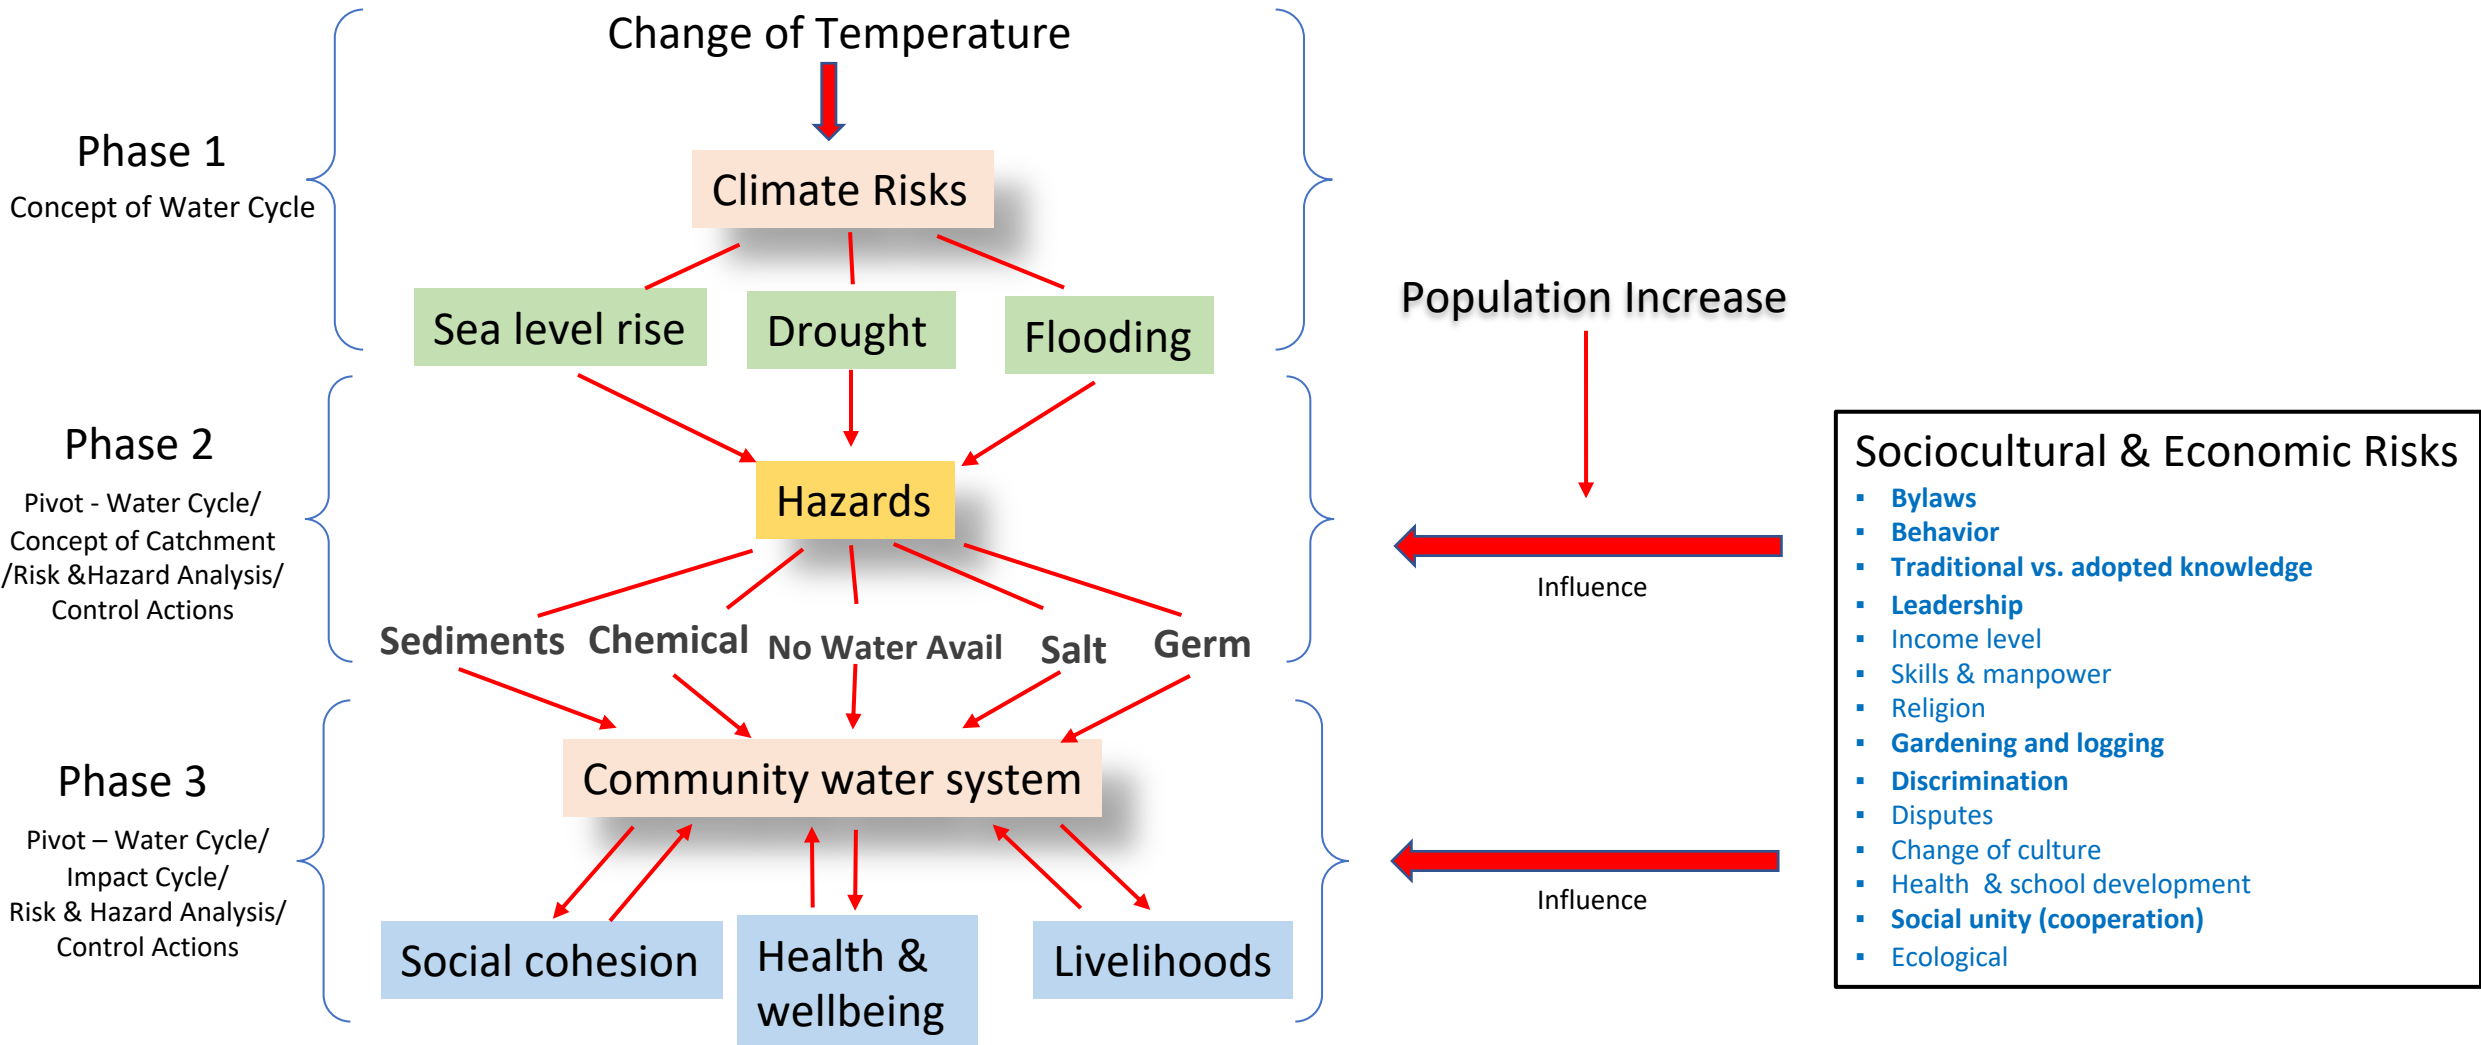 Change of Temperature
Phase 1
Concept of Water Cycle
Climate Risks
Sea level rise
Drought
Flooding
Population Increase
Phase 2
Pivot - Water Cycle/
Concept of Catchment
/Risk &Hazard Analysis/
Control Actions
Hazards
Sediments
Chemical
No Water Avail
Salt
Germ
Influence
Phase 3
Pivot – Water Cycle/
Impact Cycle/
Risk & Hazard Analysis/
Control Actions
Community water system
Social cohesion
Health &
wellbeing
Livelihoods
Influence
Sociocultural & Economic Risks
▪ Bylaws
▪ Behavior
▪ Traditional vs. adopted knowledge
▪ Leadership
▪ Income level
▪ Skills & manpower
▪ Religion
▪ Gardening and logging
▪ Discrimination
▪ Disputes
▪ Change of culture
▪ Health  & school development
▪ Social unity (cooperation)
▪ Ecological